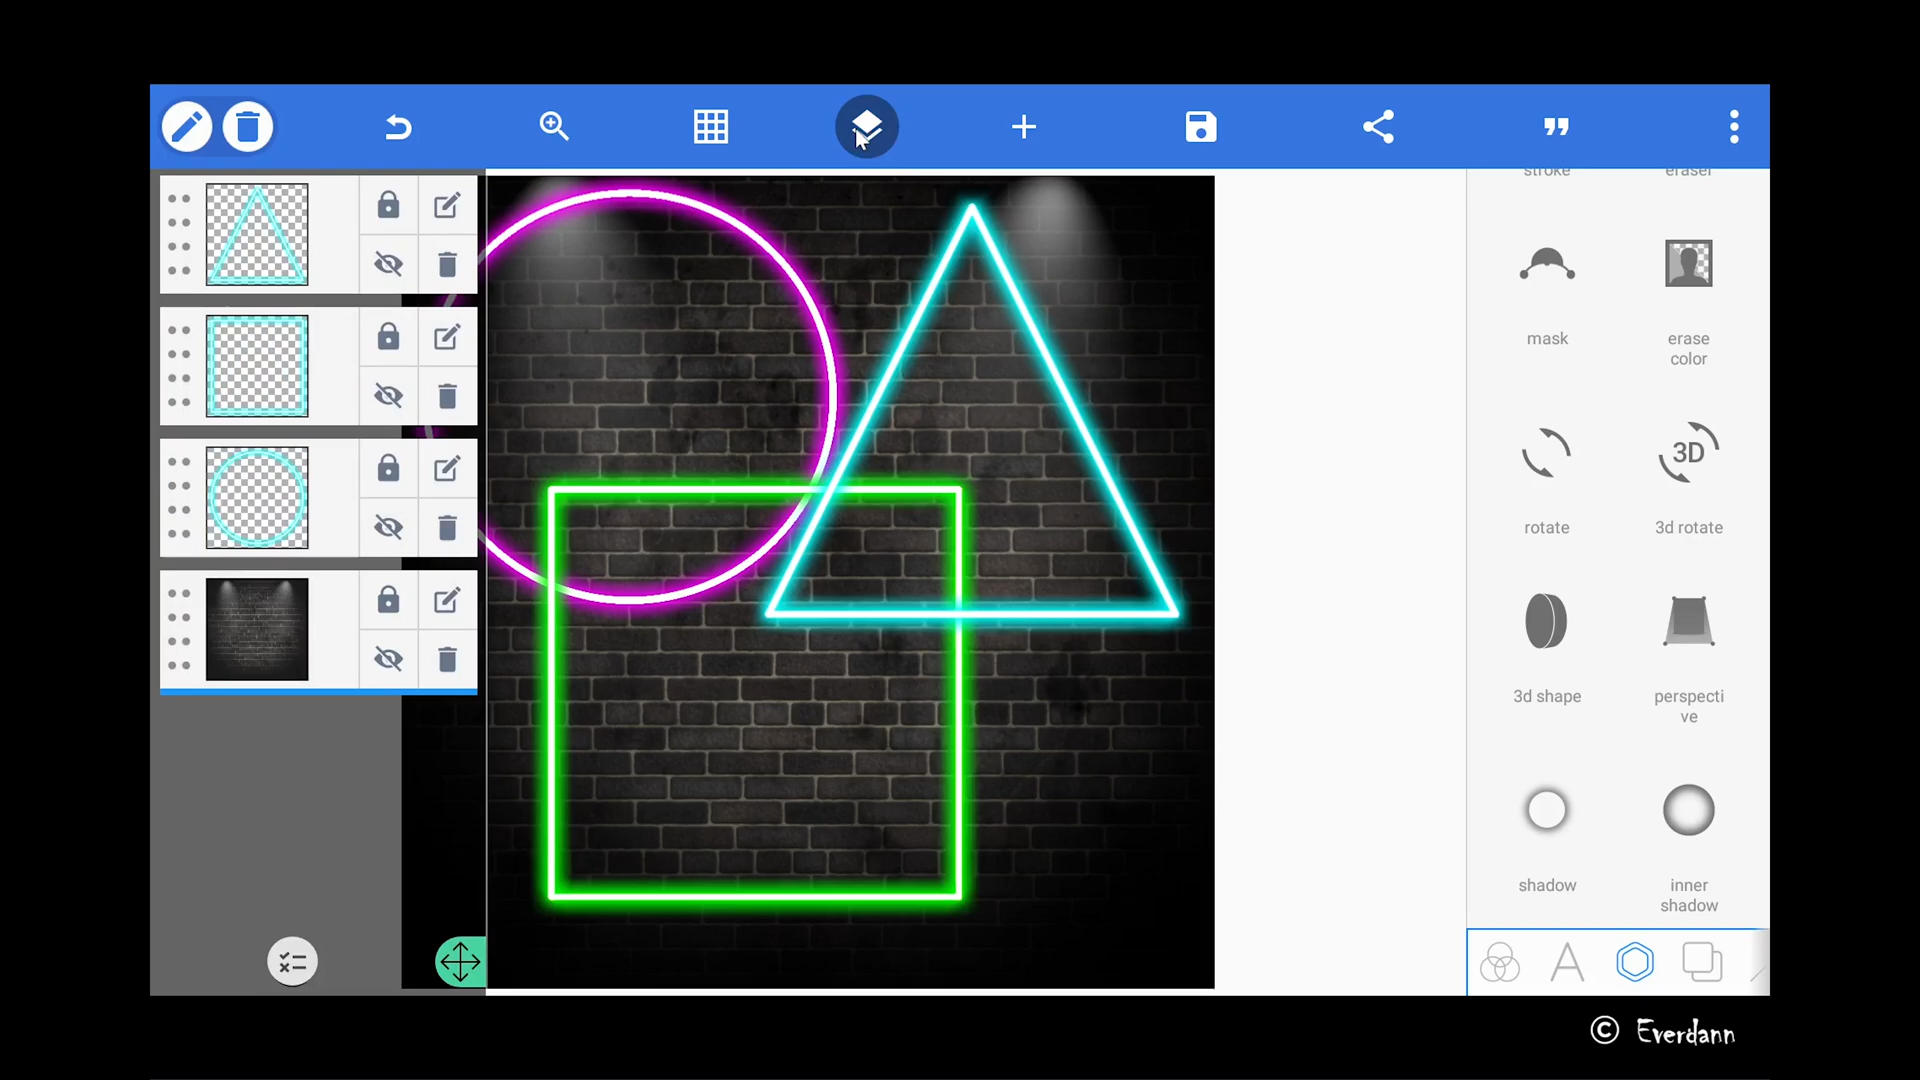 stroke
eraser
mask
erase
color
rotate
3D
3d rotate
3d shape
perspecti
ve
shadow
inner
shadow
© Everdann